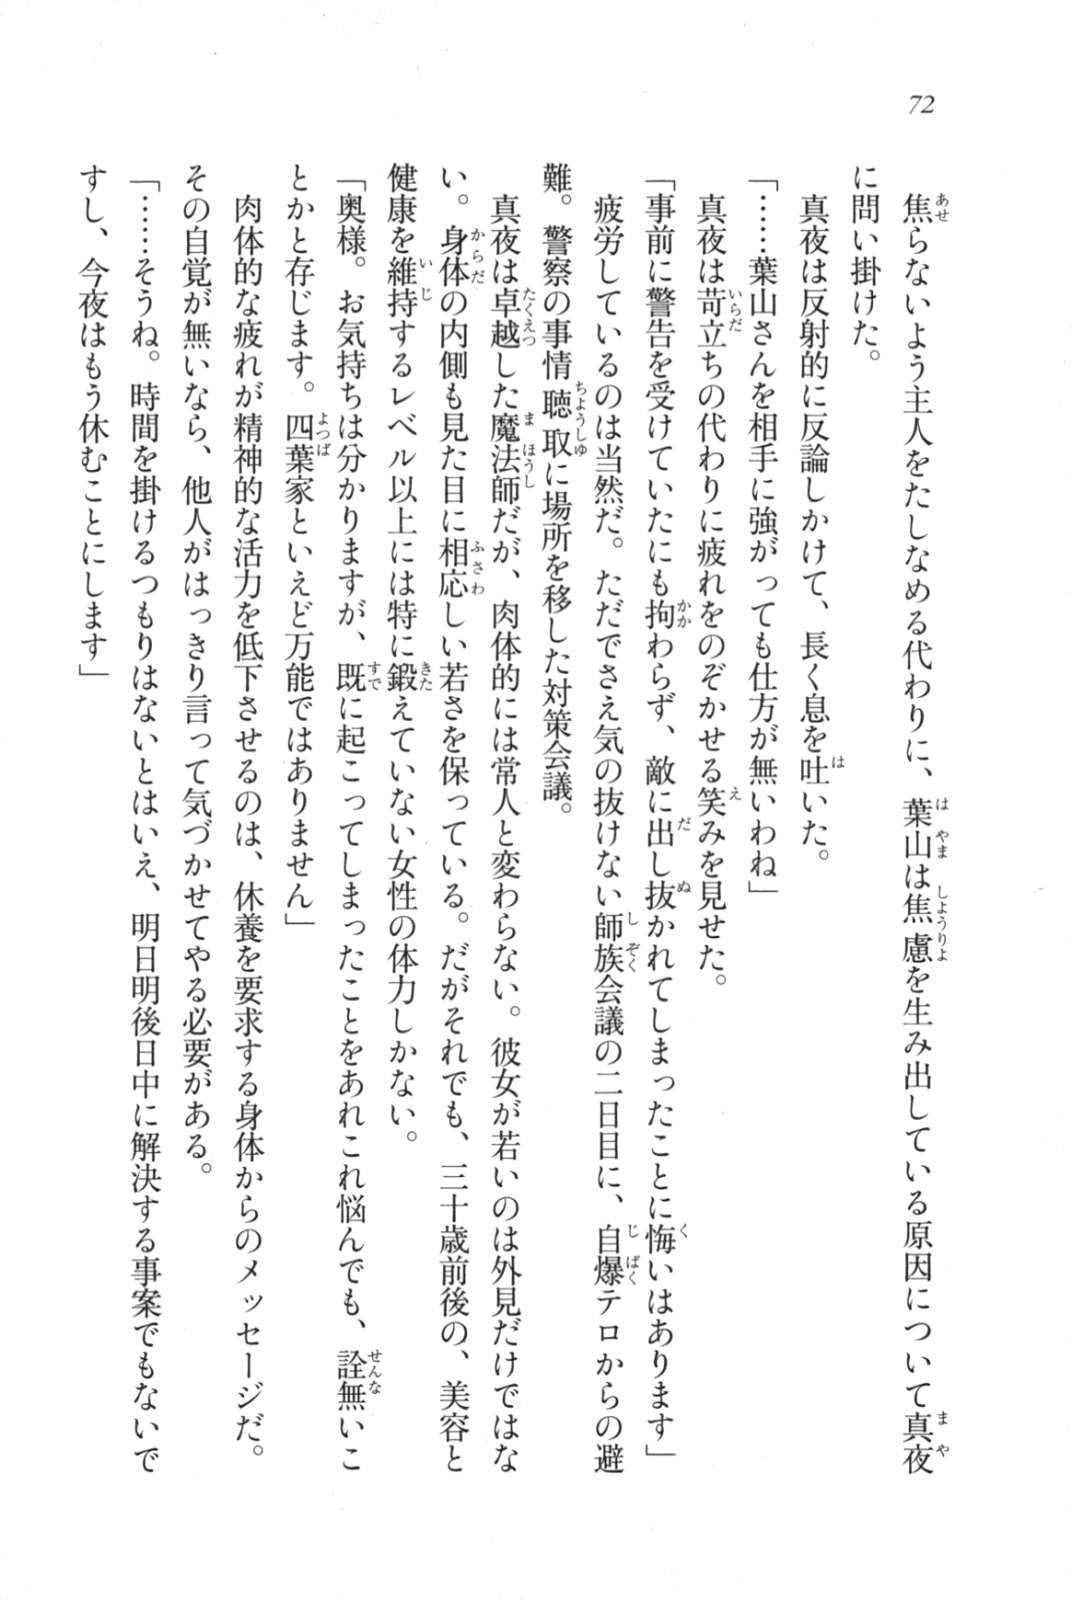 72
焦らないよう主人をたしなめる代わりに、葉山は焦慮を生み出している原因について真夜
に問い掛けた。
真夜は反射的に反論しかけて、長く息を吐いた。
「……葉山さんを相手に強がっても仕方が無いわね」
真夜は苛立ちの代わりに疲れをのぞかせる笑みを見せた。
「事前に警告を受けていたにも拘わらず、敵に出し抜かれてしまったことに悔いはあります」
疲労しているのは当然だ。ただでさえ気の抜けない師族会議の二日目に、自爆テロからの避
難。警察の事情聴取に場所を移した対策会議。
真夜は卓越した魔法師だが、肉体的には常人と変わらない。彼女が若いのは外見だけではな
い。身体の内側も見た目に相応しい若さを保っている。だがそれでも、三十歳前後の、美容と
健康を維持するレベル以上には特に鍛えていない女性の体力しかない。
「奥様。お気持ちは分かりますが、既に起こってしまったことをあれこれ悩んでも、詮無いこ
とかと存じます。四葉家といえど万能ではありません」
肉体的な疲れが精神的な活力を低下させるのは、休養を要求する身体からのメッセージだ。
その自覚が無いなら、他人がはっきり言って気づかせてやる必要がある。
「……そうね。時間を掛けるつもりはないとはいえ、明日明後日中に解決する事案でもないで
すし、今夜はもう休むことにします」